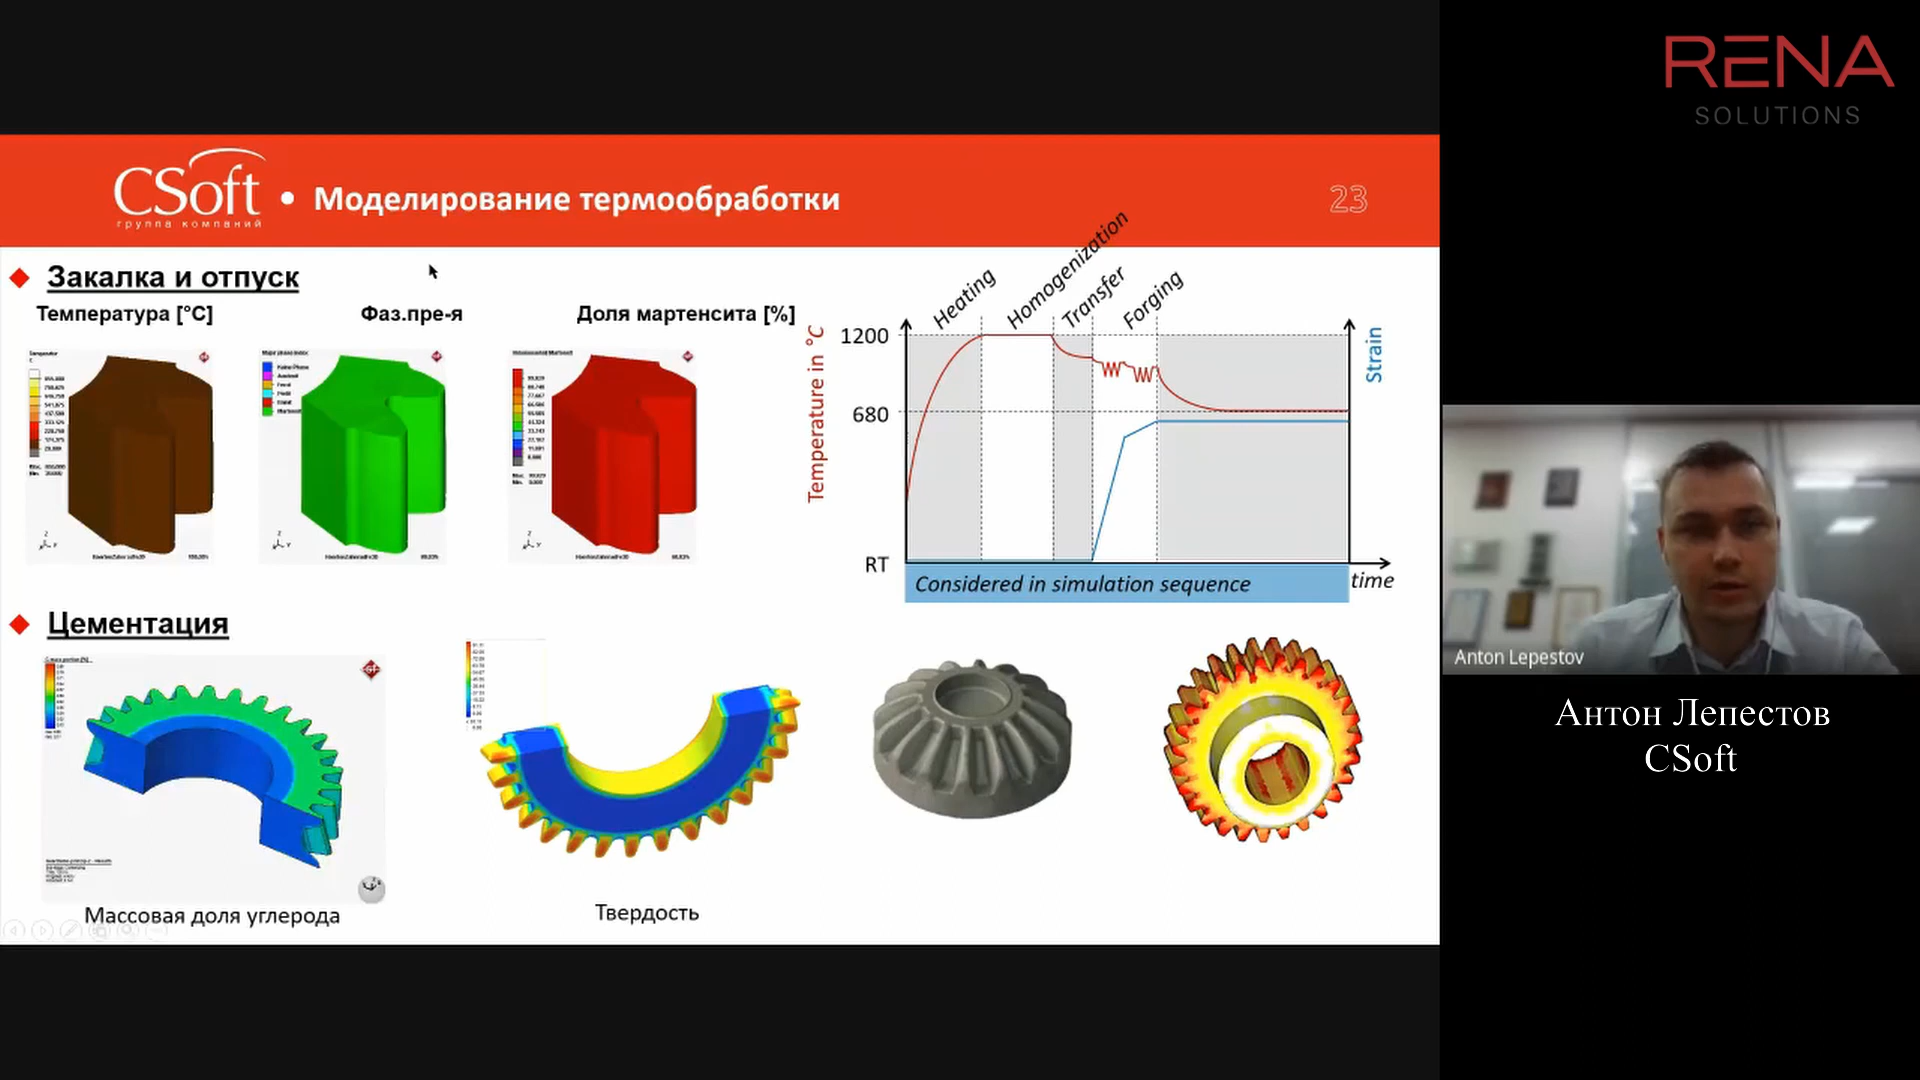 RENA
SOLUTIONS
CSoft
группа компаний
• Моделирование термообработки
23
Закалка и отпуск
Температура [°C]
Фаз.пре-я
Доля мартенсита [%]
Heating
Homogenization
Transfer
Forging
1200
680
RT
Temperature in °C
Strain
time
Considered in simulation sequence
Цементация
Массовая доля углерода
Твердость
Anton Lepestov
Антон Лепестов
CSoft